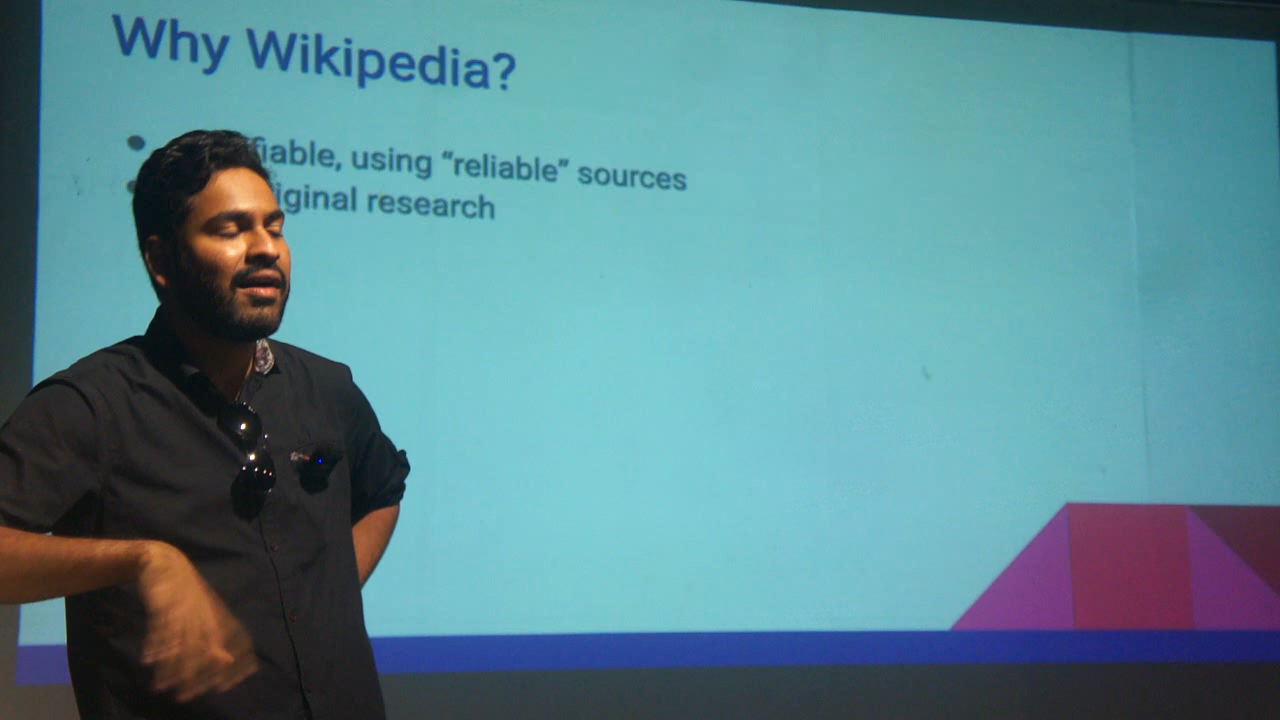 Why Wikipedia?
fiable, using “reliable” sources
iginal research